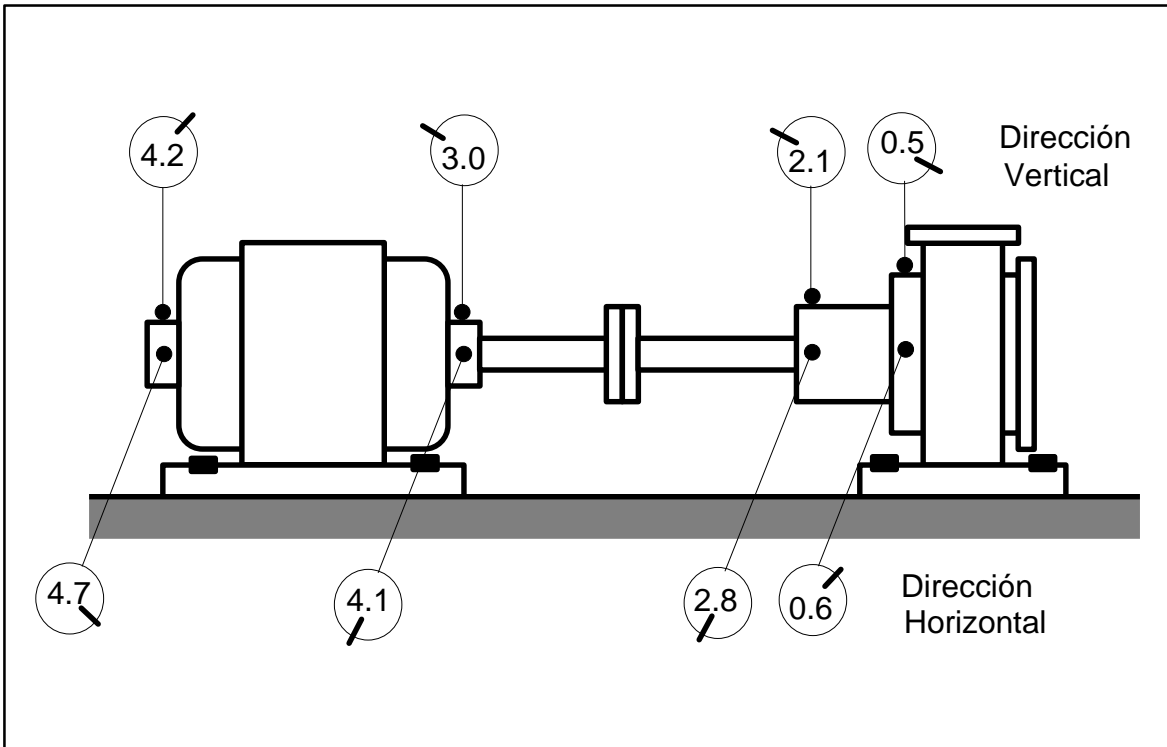 4.2
3.0
2.1
0.5
Dirección
Vertical
4.7
4.1
2.8
0.6
Dirección
Horizontal